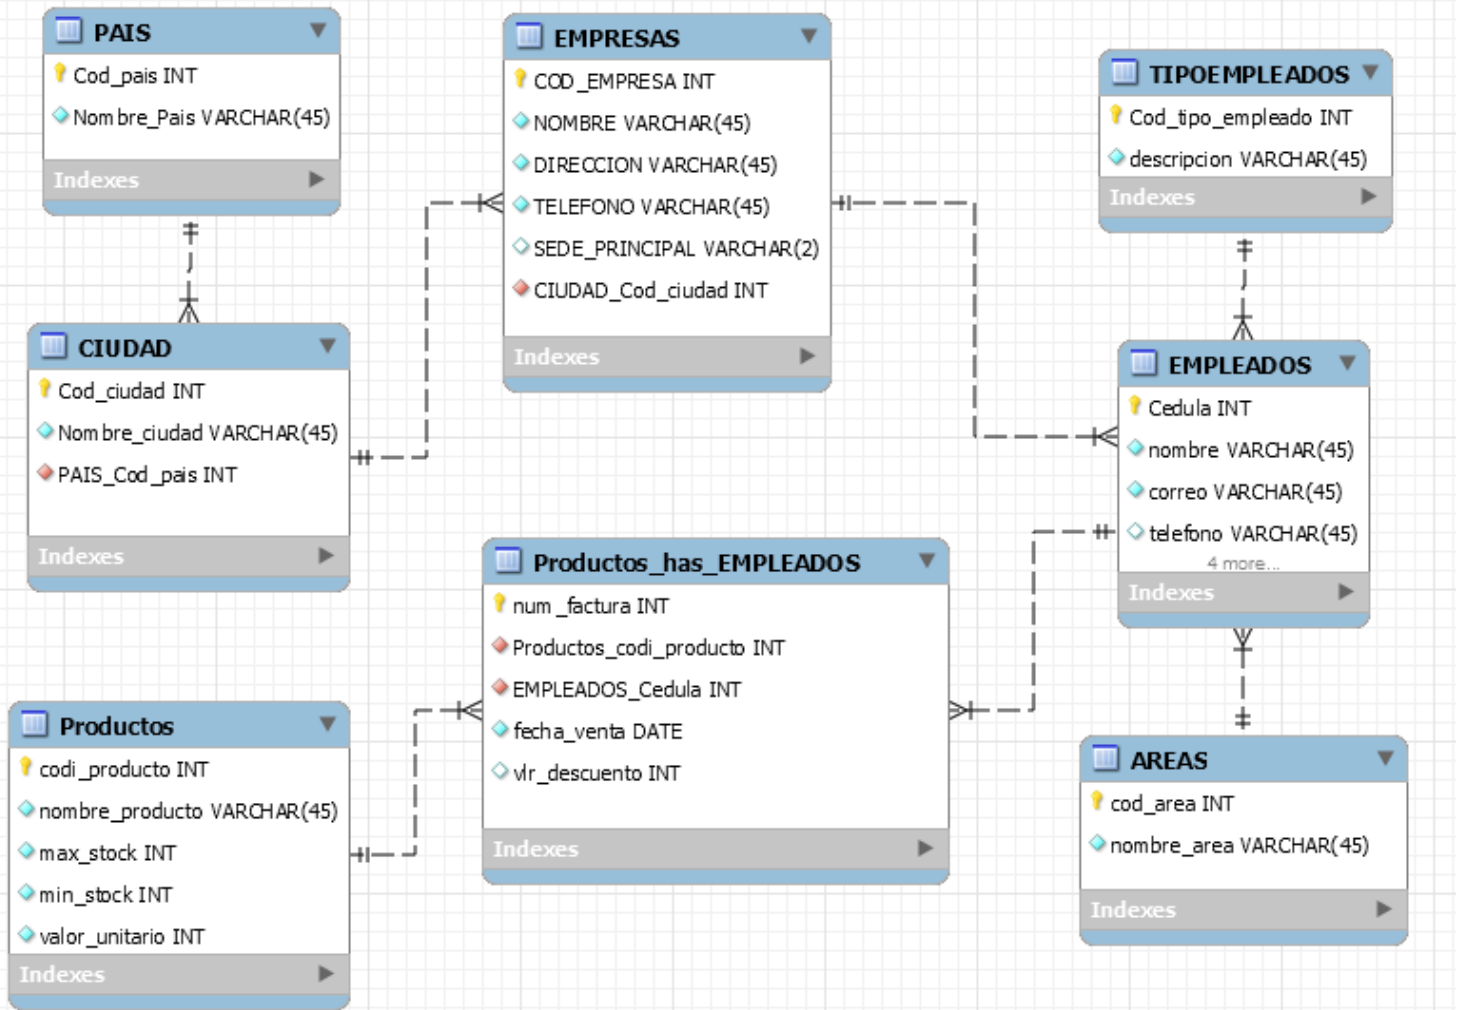 PAIS
Cod_pais INT
Nombre_Pais VARCHAR(45)
Indexes
EMPRESAS
COD_EMPRESA INT
NOMBRE VARCHAR(45)
DIRECCION VARCHAR(45)
TELEFONO VARCHAR(45)
SEDE_PRINCIPAL VARCHAR(2)
CIUDAD_Cod_ciudad INT
Indexes
TIPOEMPLEADOS
Cod_tipo_empleado INT
descripcion VARCHAR(45)
Indexes
CIUDAD
Cod_ciudad INT
Nombre_ciudad VARCHAR(45)
PAIS_Cod_pais INT
Indexes
EMPLEADOS
Cedula INT
nombre VARCHAR(45)
correo VARCHAR(45)
telefono VARCHAR(45)
4 more...
Indexes
Productos_has_EMPLEADOS
num_factura INT
Productos_codi_producto INT
EMPLEADOS_Cedula INT
fecha_venta DATE
vlr_descuento INT
Indexes
Productos
codi_producto INT
nombre_producto VARCHAR(45)
max_stock INT
min_stock INT
valor_unitario INT
Indexes
AREAS
cod_area INT
nombre_area VARCHAR(45)
Indexes